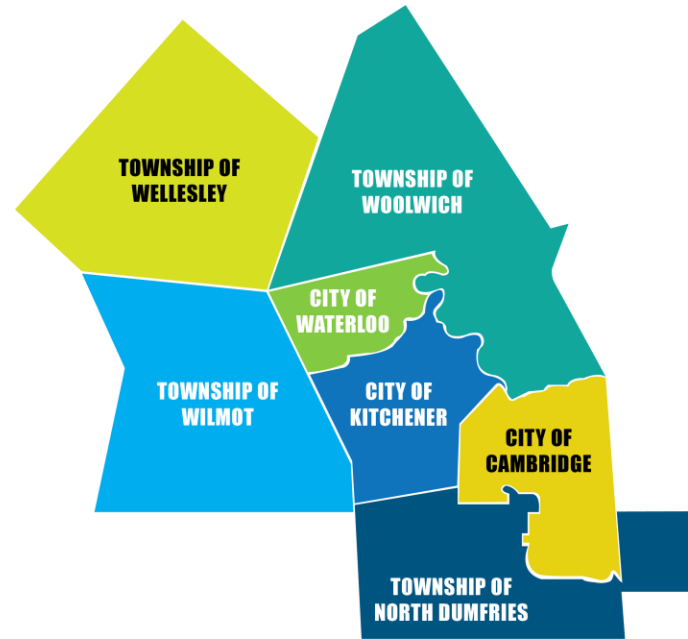 TOWNSHIP OF
WELLESLEY
TOWNSHIP OF
WOOLWICH
CITY OF
WATERLOO
TOWNSHIP OF
WILMOT
CITY OF
KITCHENER
CITY OF
CAMBRIDGE
TOWNSHIP OF
NORTH DUMFRIES